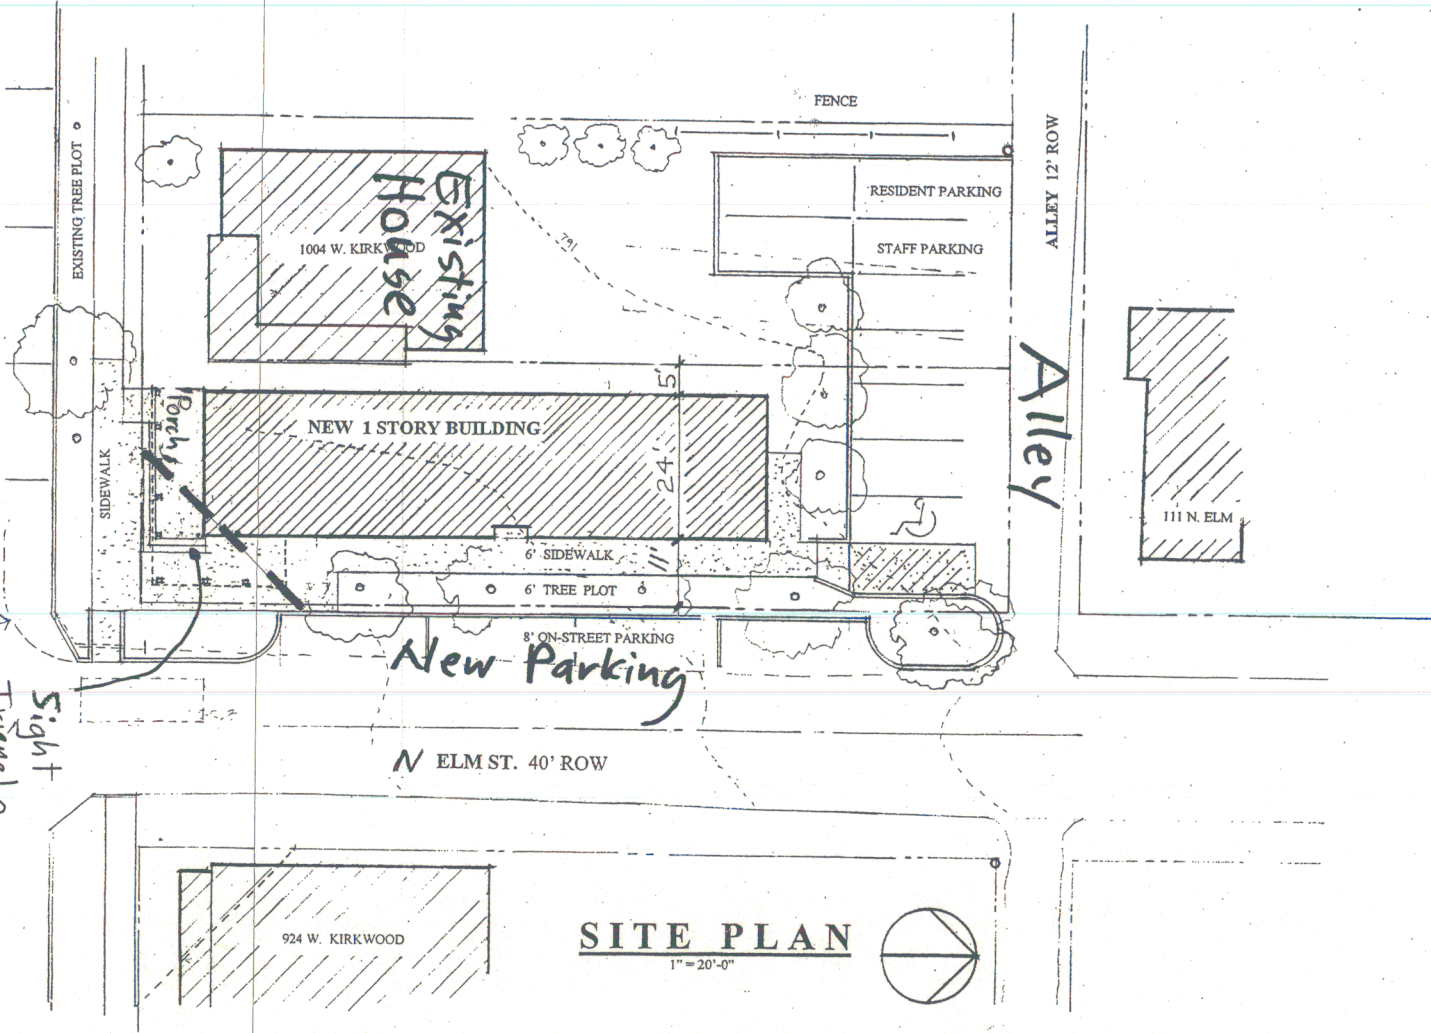 FENCE
EXISTING TREE PLOT
ALLEY 12' ROW
RESIDENT PARKING
STAFF PARKING
1004 W. KIRKWOOD
Existing
House
791
Alley
5'
Porch
NEW 1 STORY BUILDING
24'
SIDEWALK
111 N. ELM
6' SIDEWALK
11'
6' TREE PLOT
8' ON-STREET PARKING
New Parking
Sight
N ELM ST. 40' ROW
924 W. KIRKWOOD
SITE PLAN
1" = 20'-0"